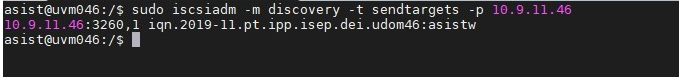 asist@uvm046:/$ sudo iscsiadm -m discovery -t sendtargets -p 10.9.11.46
10.9.11.46:3260,1 iqn.2019-11.pt.ipp.isep.dei.udom46:asistw
asist@uvm046:/$